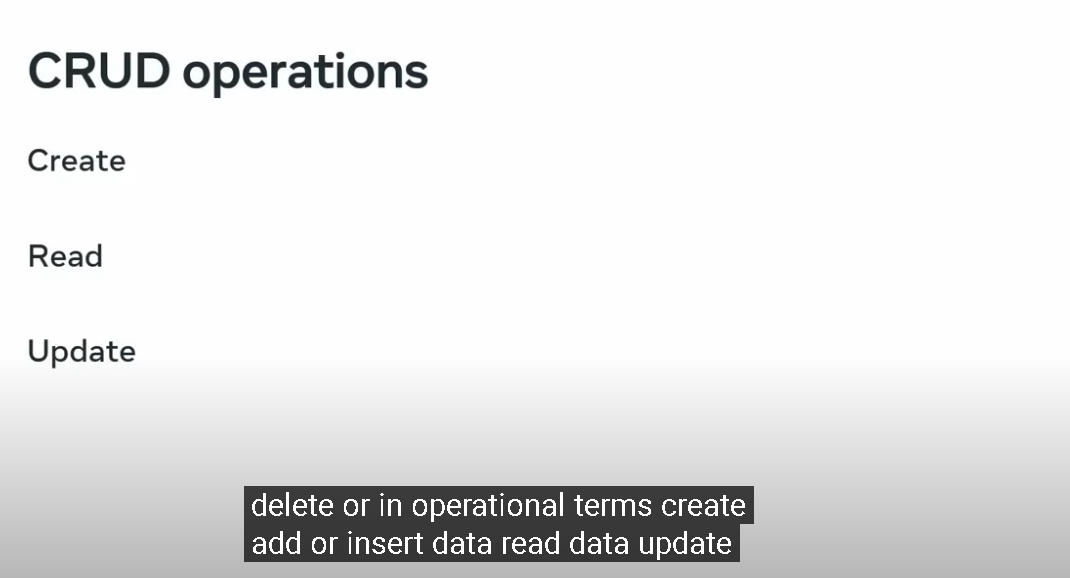 CRUD operations
Create
Read
Update
delete or in operational terms create
add or insert data read data update